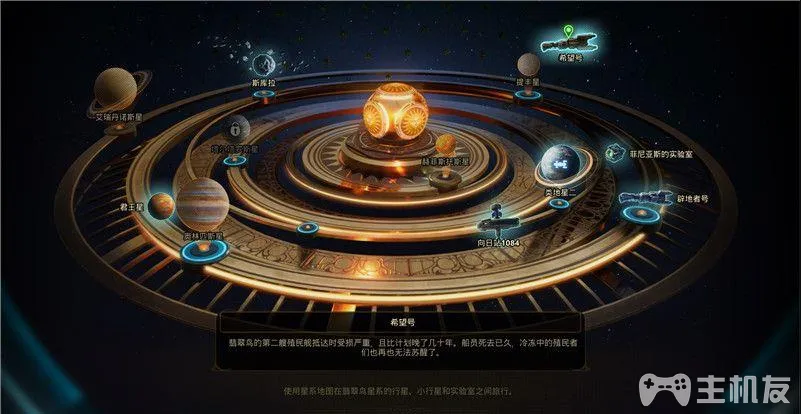 希望号
斯库拉
提丰星
艾瑞丹诺斯星
赫菲斯托斯星
菲尼亚斯的实验室
类地星二
辟地者号
君王星
奥林匹斯星
向日站1084
希望号
翡翠鸟的第二艘殖民舰抵达时受损严重，且比计划晚了几十年。船员死去已久，冷冻中的殖民者
们也再也无法苏醒了。
使用星系地图在翡翠鸟星系的行星、小行星和实验室之间旅行。
主机友